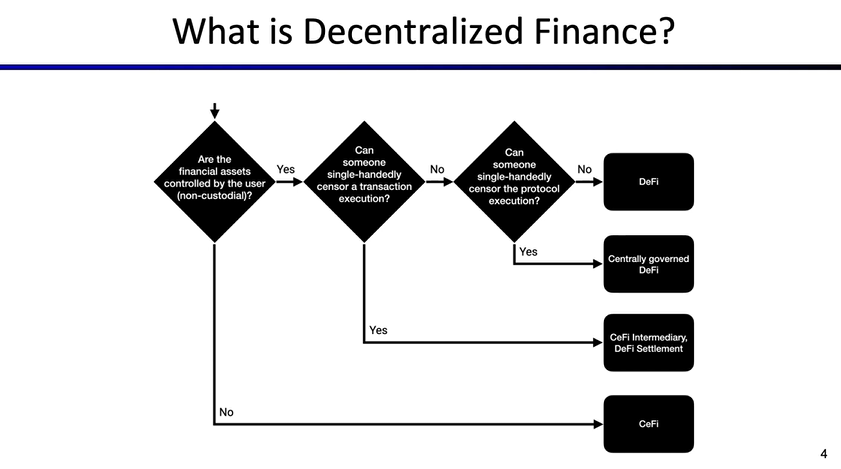 What is Decentralized Finance?
Are the
financial assets
controlled by the user
(non-custodial)?
Yes
Can
someone
single-handedly
censor a transaction
execution?
No
Can
someone
single-handedly
censor the protocol
execution?
No
DeFi
Yes
Centrally governed
DeFi
Yes
CeFi Intermediary,
DeFi Settlement
No
CeFi
4